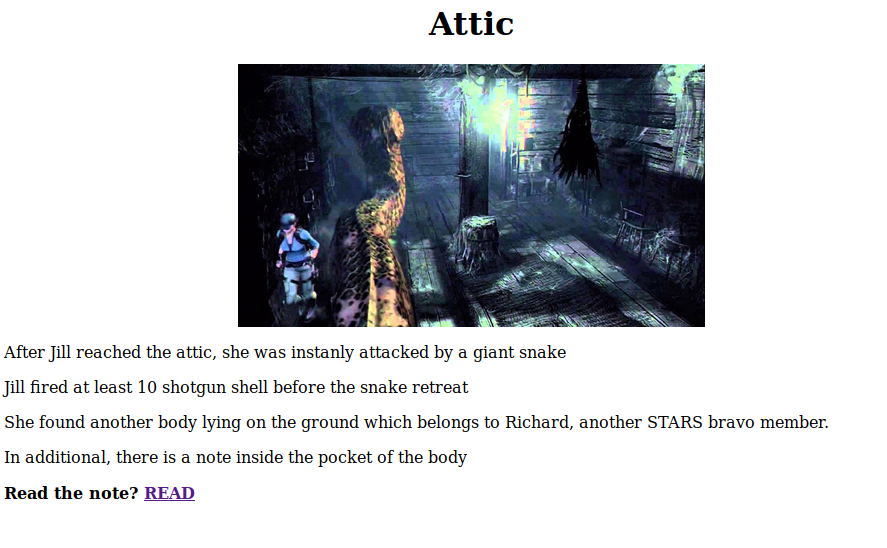 Attic
After Jill reached the attic, she was instanly attacked by a giant snake
Jill fired at least 10 shotgun shell before the snake retreat
She found another body lying on the ground which belongs to Richard, another STARS bravo member.
In additional, there is a note inside the pocket of the body
Read the note? READ